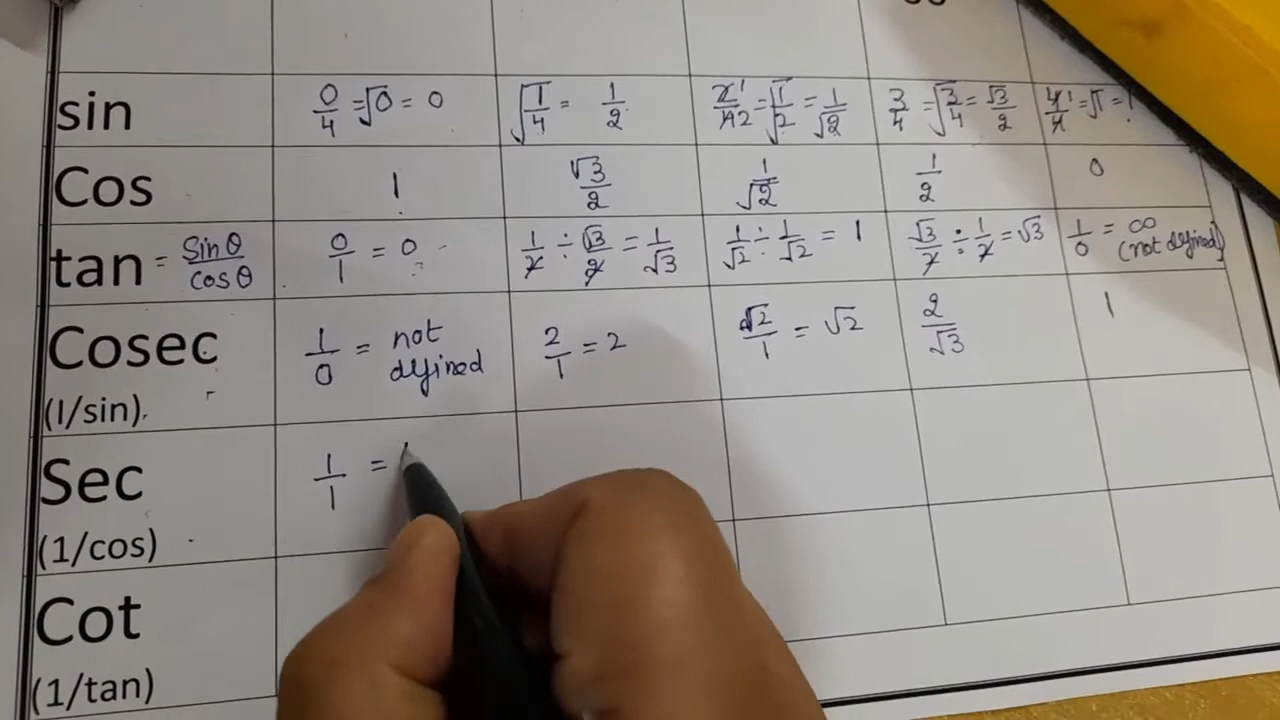 sin 0/4 = √0 = 0 √1/4 = 1/2 2 1/4 2 = √1/2 = 1/√2 3/4 = √3/4 = √3/2 4 1/4 = √1 = 1
Cos 1 √3/2 1/√2 1/2 0
tan = Sinθ/cosθ 0/1 = 0 1/2 ÷ √3/2 = 1/√3 1/√2 ÷ 1/√2 = 1 √3/2 ÷ 1/2 = √3 1/0 = ∞ (not defined)
Cosec 1/0 = not defined 2/1 = 2 √2/1 = √2 2/√3 1
(1/sin)
Sec 1/1 =
(1/cos)
Cot
(1/tan)